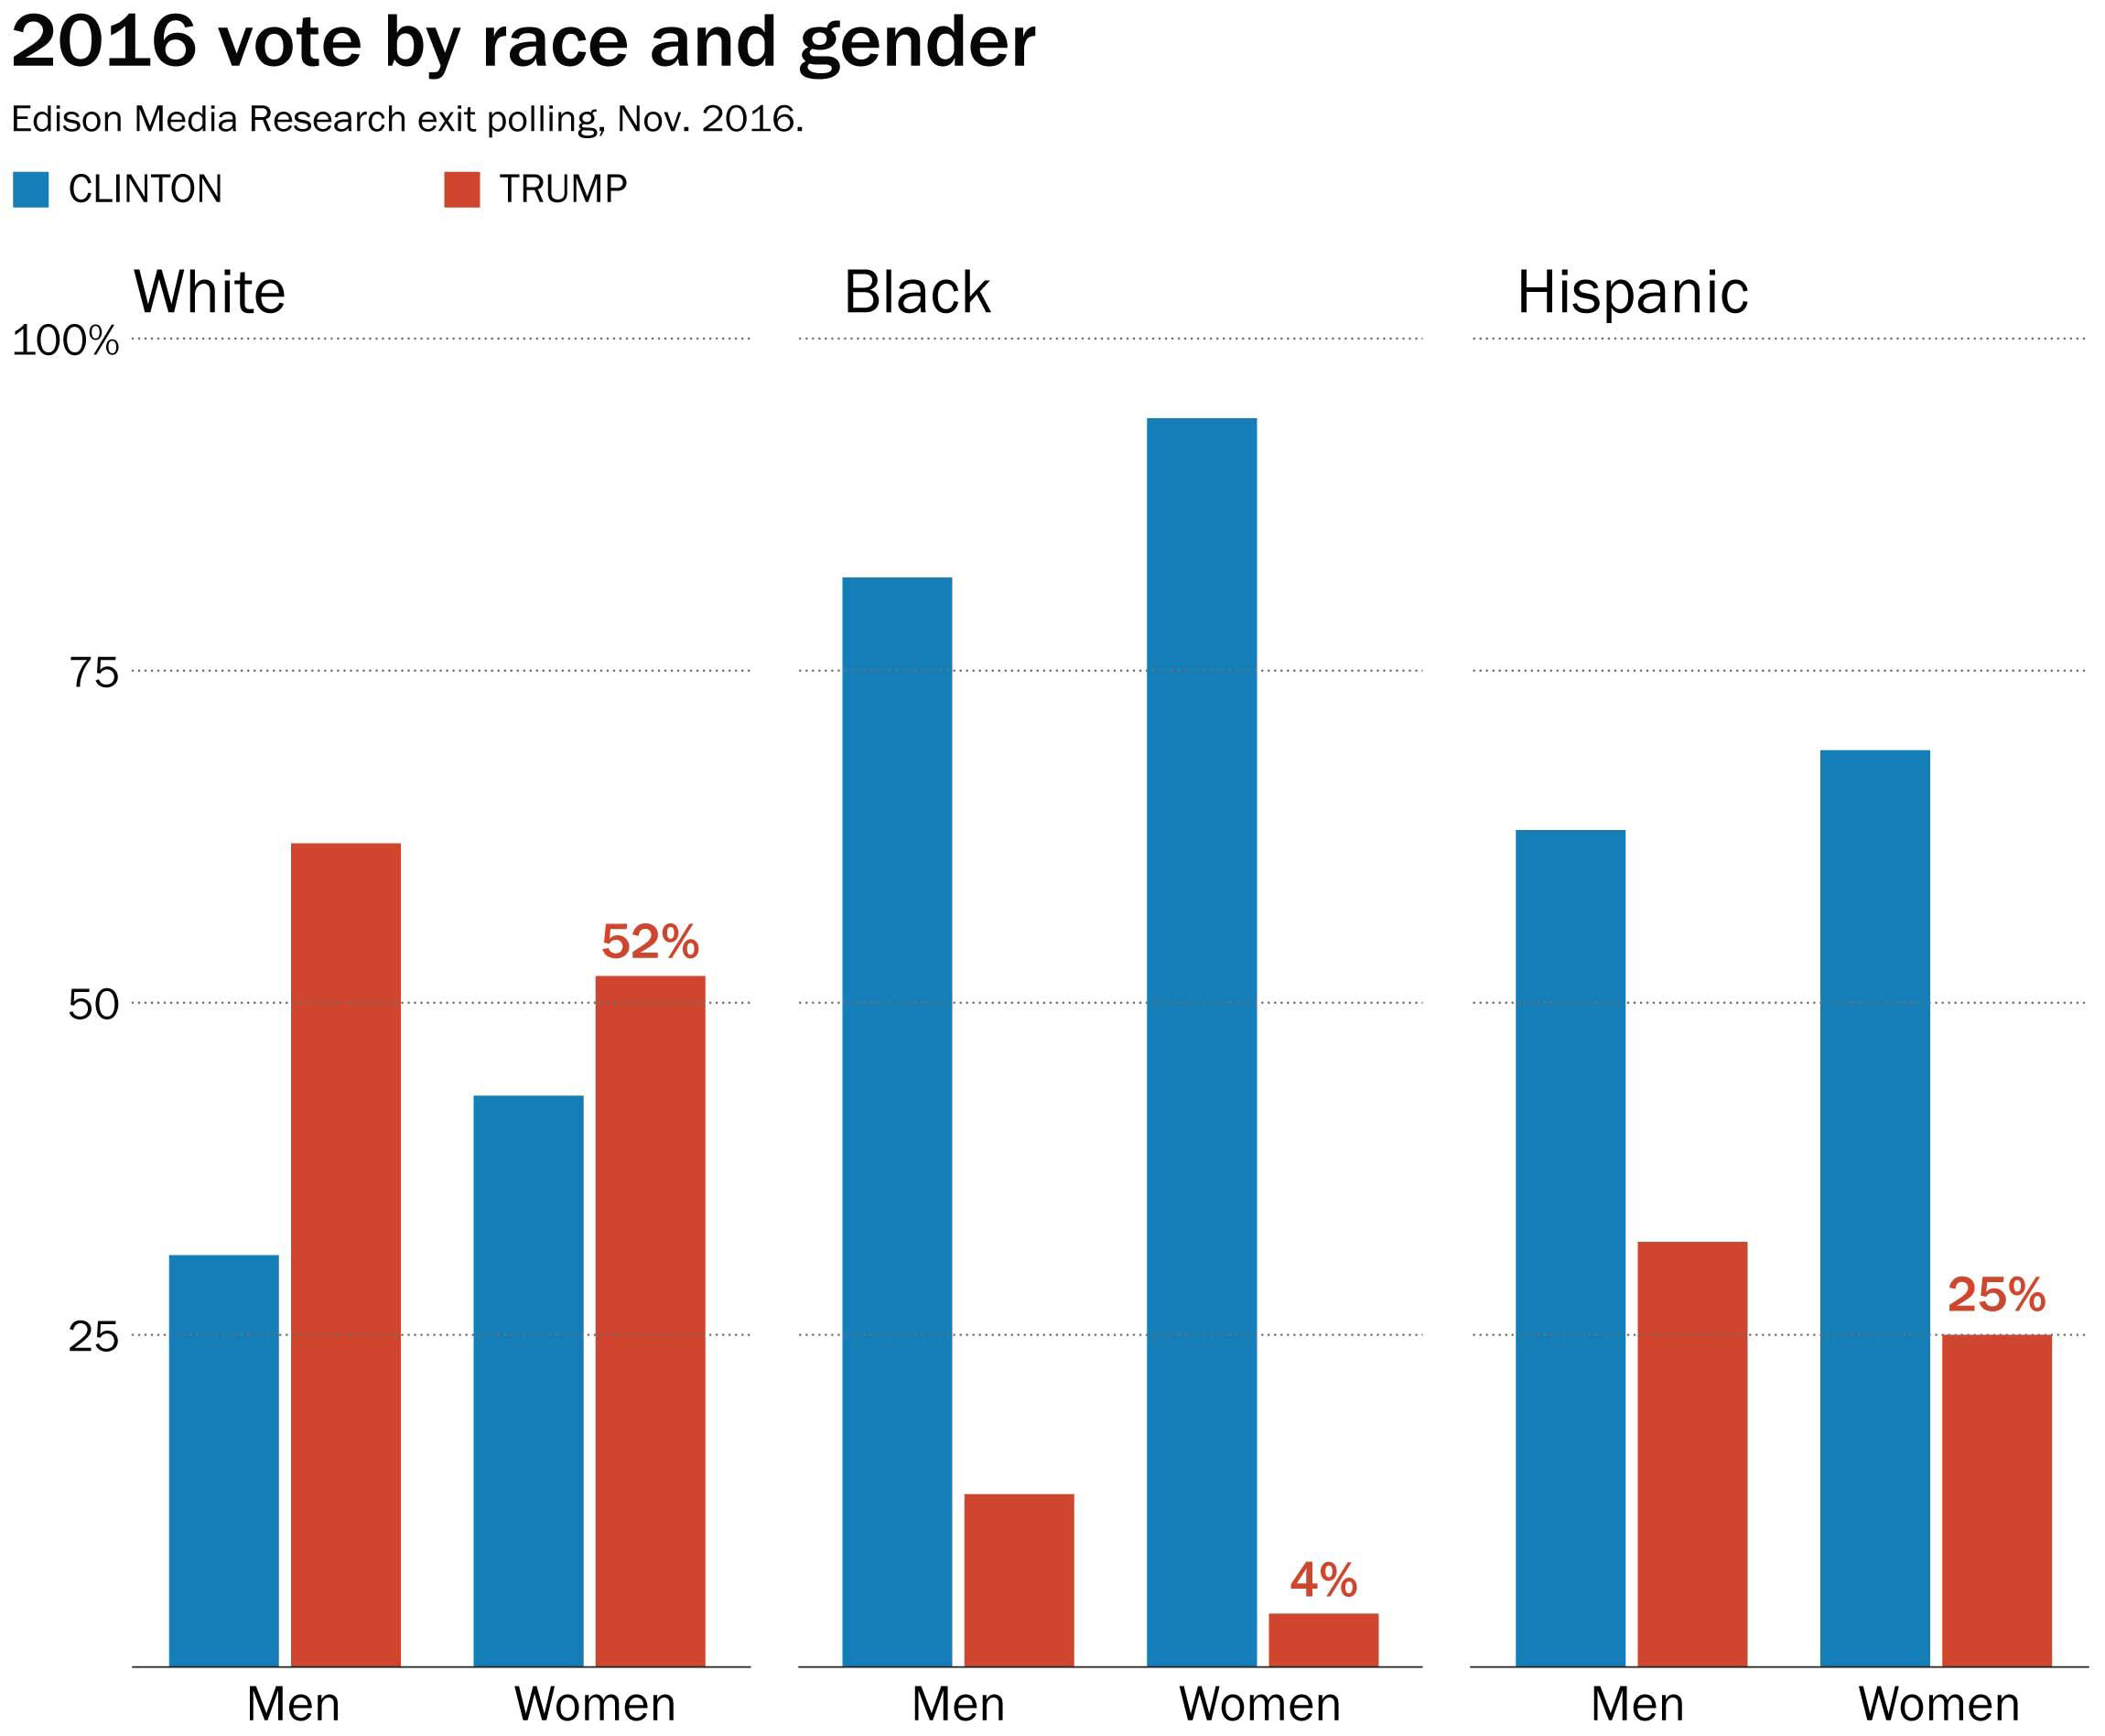 2016 vote by race and gender
Edison Media Research exit polling, Nov. 2016.
CLINTON TRUMP
White Black Hispanic
100%
75
50
25
52%
4%
25%
Men Women Men Women Men Women